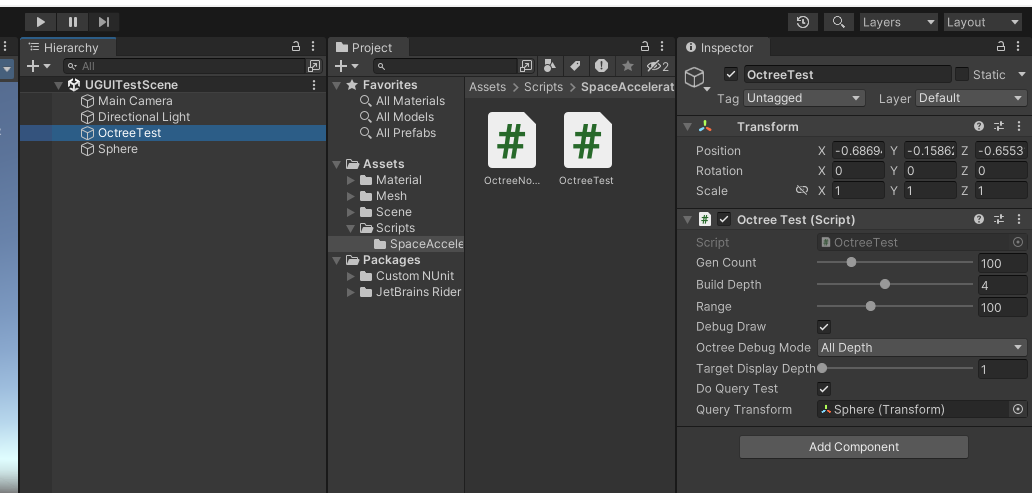 Layers
Layout
Hierarchy
All
UGUITestScene
Main Camera
Directional Light
OctreeTest
Sphere
Project
2
Favorites
All Materials
All Models
All Prefabs
Assets
Material
Mesh
Scene
Scripts
SpaceAccele
Packages
Custom NUnit
JetBrains Rider
Assets > Scripts > SpaceAccelerat
#
#
OctreeNo...
OctreeTest
Inspector
OctreeTest
Static
Tag Untagged Layer Default
Transform
Position X -0.6869 Y -0.1586 Z -0.6553
Rotation X 0 Y 0 Z 0
Scale X 1 Y 1 Z 1
# Octree Test (Script)
Script # OctreeTest
Gen Count 100
Build Depth 4
Range 100
Debug Draw
Octree Debug Mode All Depth
Target Display Depth 1
Do Query Test
Query Transform Sphere (Transform)
Add Component